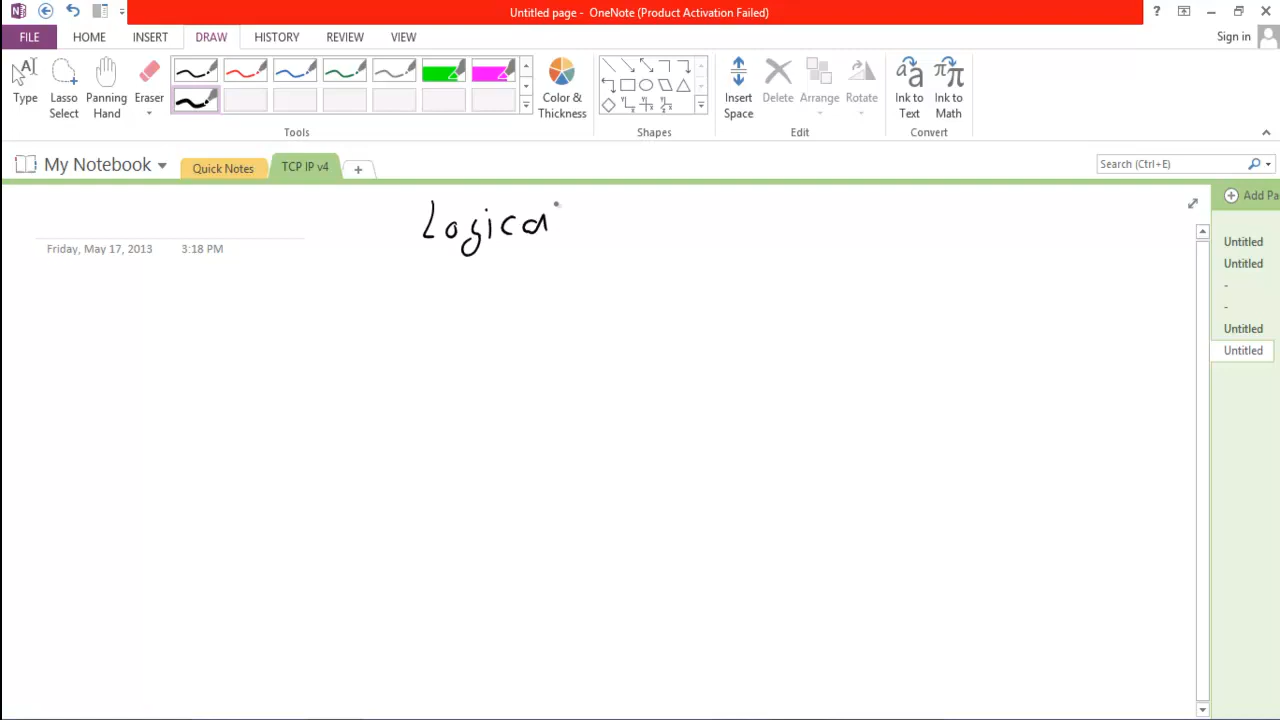 Untitled page - OneNote (Product Activation Failed)
FILE HOME INSERT DRAW HISTORY REVIEW VIEW Sign in
Type
Lasso Select
Panning Hand
Eraser
Color & Thickness
Insert Space
Delete
Arrange
Rotate
Ink to Text
Ink to Math
Tools Shapes Edit Convert
My Notebook Quick Notes TCP IP v4 Search (Ctrl+E)
Add Pa
Logica
Friday, May 17, 2013 3:18 PM
Untitled
Untitled
-
-
Untitled
Untitled